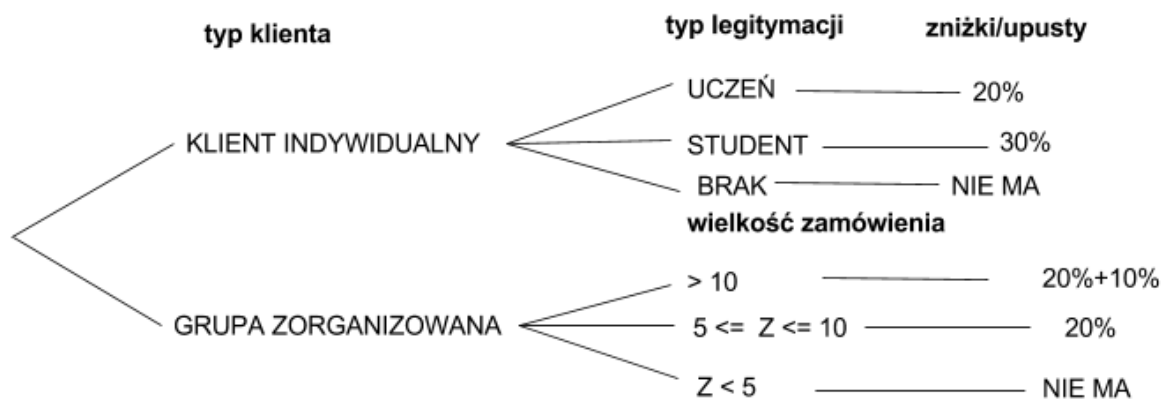 typ klienta typ legitymacji zniżki/upusty
UCZEŃ 20%
KLIENT INDYWIDUALNY STUDENT 30%
BRAK NIE MA
wielkość zamówienia
> 10 20%+10%
GRUPA ZORGANIZOWANA 5 <= Z <= 10 20%
Z < 5 NIE MA